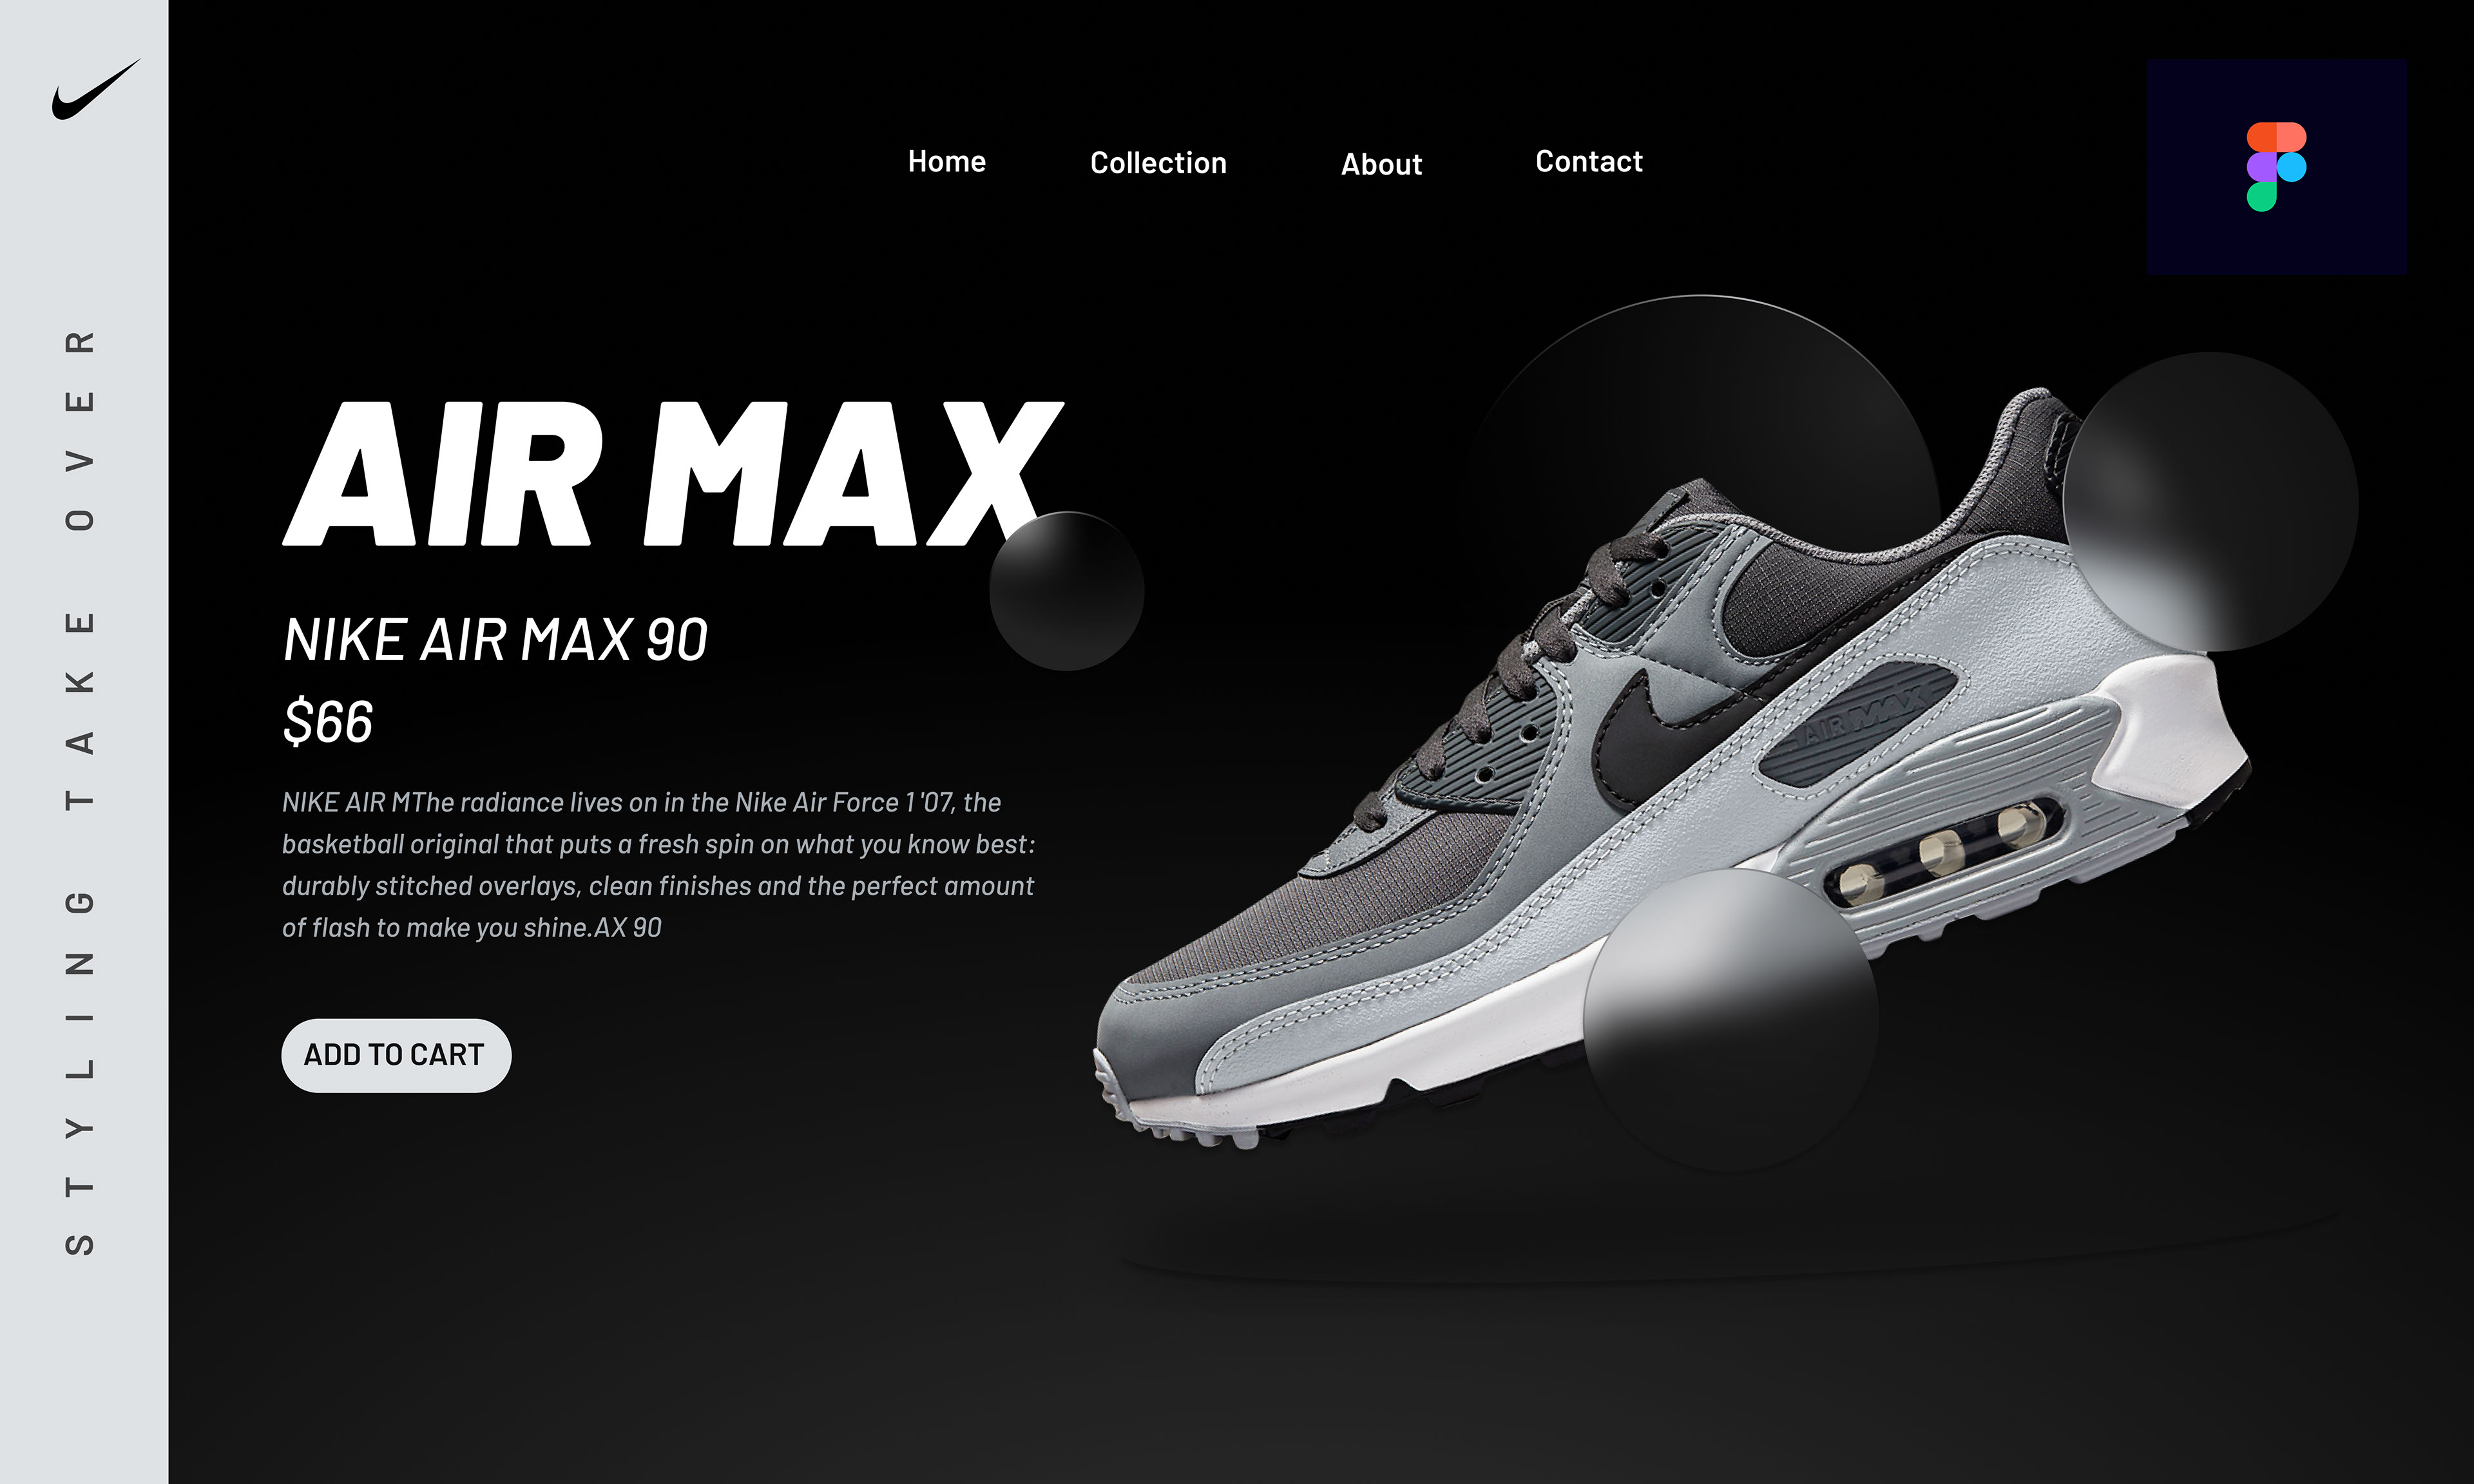 Home
Collection
About
Contact
STYLING TAKE OVER
AIR MAX
NIKE AIR MAX 90
$66
NIKE AIR MThe radiance lives on in the Nike Air Force 1 '07, the
basketball original that puts a fresh spin on what you know best:
durably stitched overlays, clean finishes and the perfect amount
of flash to make you shine.AX 90
ADD TO CART
AIR MAX